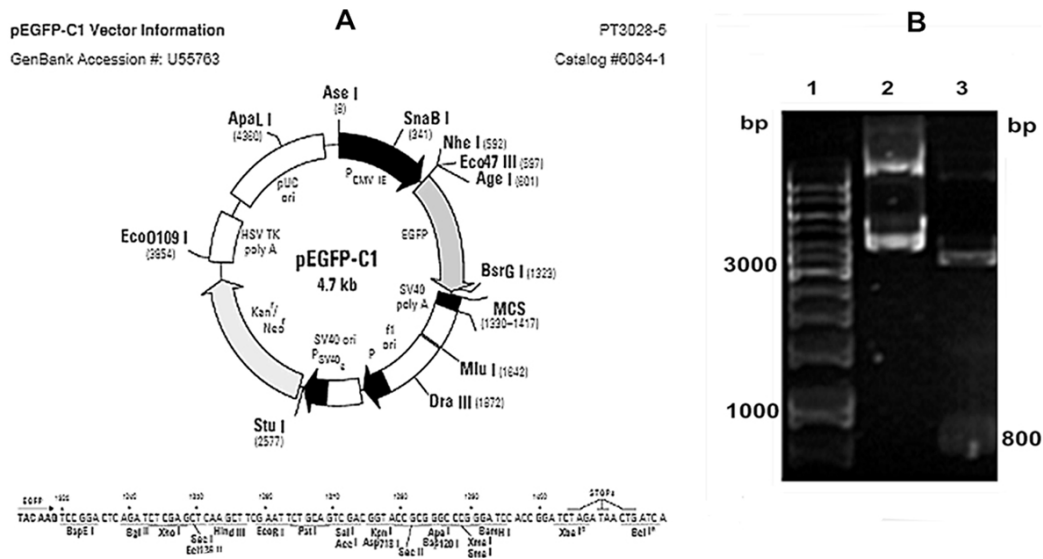 A
B
pEGFP-C1 Vector Information
PT3028-5
GenBank Accession #: U55763
Catalog #6084-1
Ase I
(8)
SnaB I
(341)
ApaL I
(4360)
Nhe I (592)
Eco47 III (597)
Age I (601)
PCMV IE
pUC
ori
EGFP
HSV TK
poly A
EcoO109 I
(3854)
pEGFP-C1
4.7 kb
BsrG I (1323)
SV40
poly A
MCS
(1330–1417)
Kanr/
Neor
SV40 ori
PSV40e
f1
ori
P
Mlu I (1642)
Dra III (1872)
Stu I
(2577)
1 2 3
bp
bp
3000
1000
800
EGFP
STOPs
TAC AAG TCC GGA CTC AGA TCT CGA GCT CAA GCT TCG AAT TCT GCA GTC GAC GGT ACC GCG GGC CCG GGA TCC ACC GGA TCT AGA TAA CTG ATC A
BspE I
Bgl II
Xho I
Sac I
Ecl136 II
Hind III
EcoR I
Pst I
Sal I
Acc I
Kpn I
Asp718 I
Sac II
Apa I
Bsp120 I
Xma I
Sma I
BamH I
Xba I*
Bcl I*